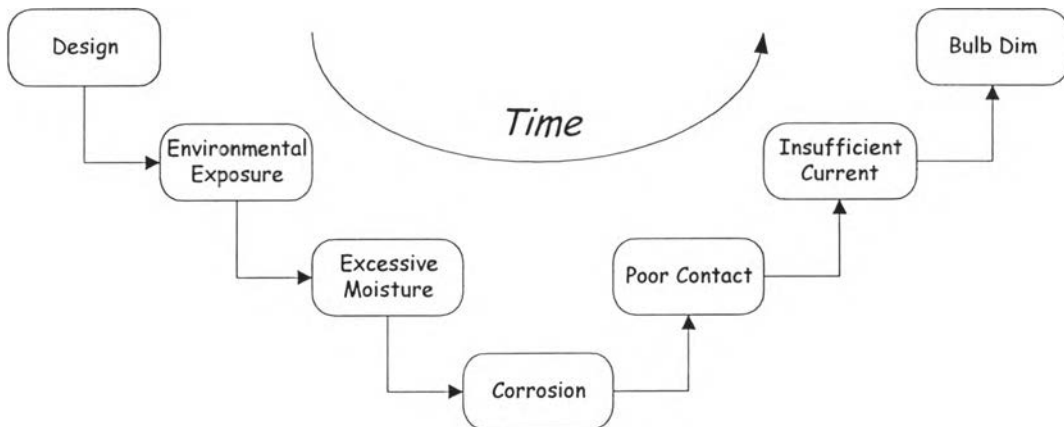 Design
Bulb Dim
Time
Environmental
Exposure
Insufficient
Current
Excessive
Moisture
Poor Contact
Corrosion